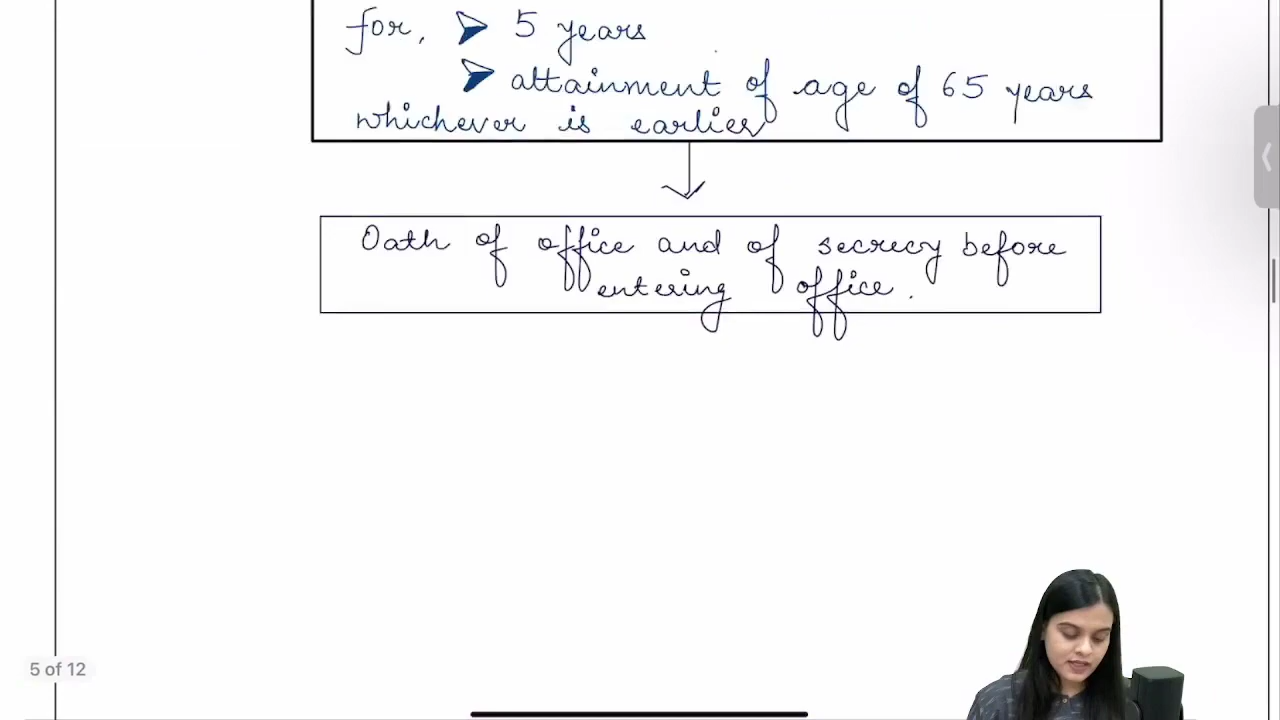 for, ➤ 5 years
➤ attainment of age of 65 years
whichever is earlier
Oath of office and of secrecy before
entering office.
5 of 12